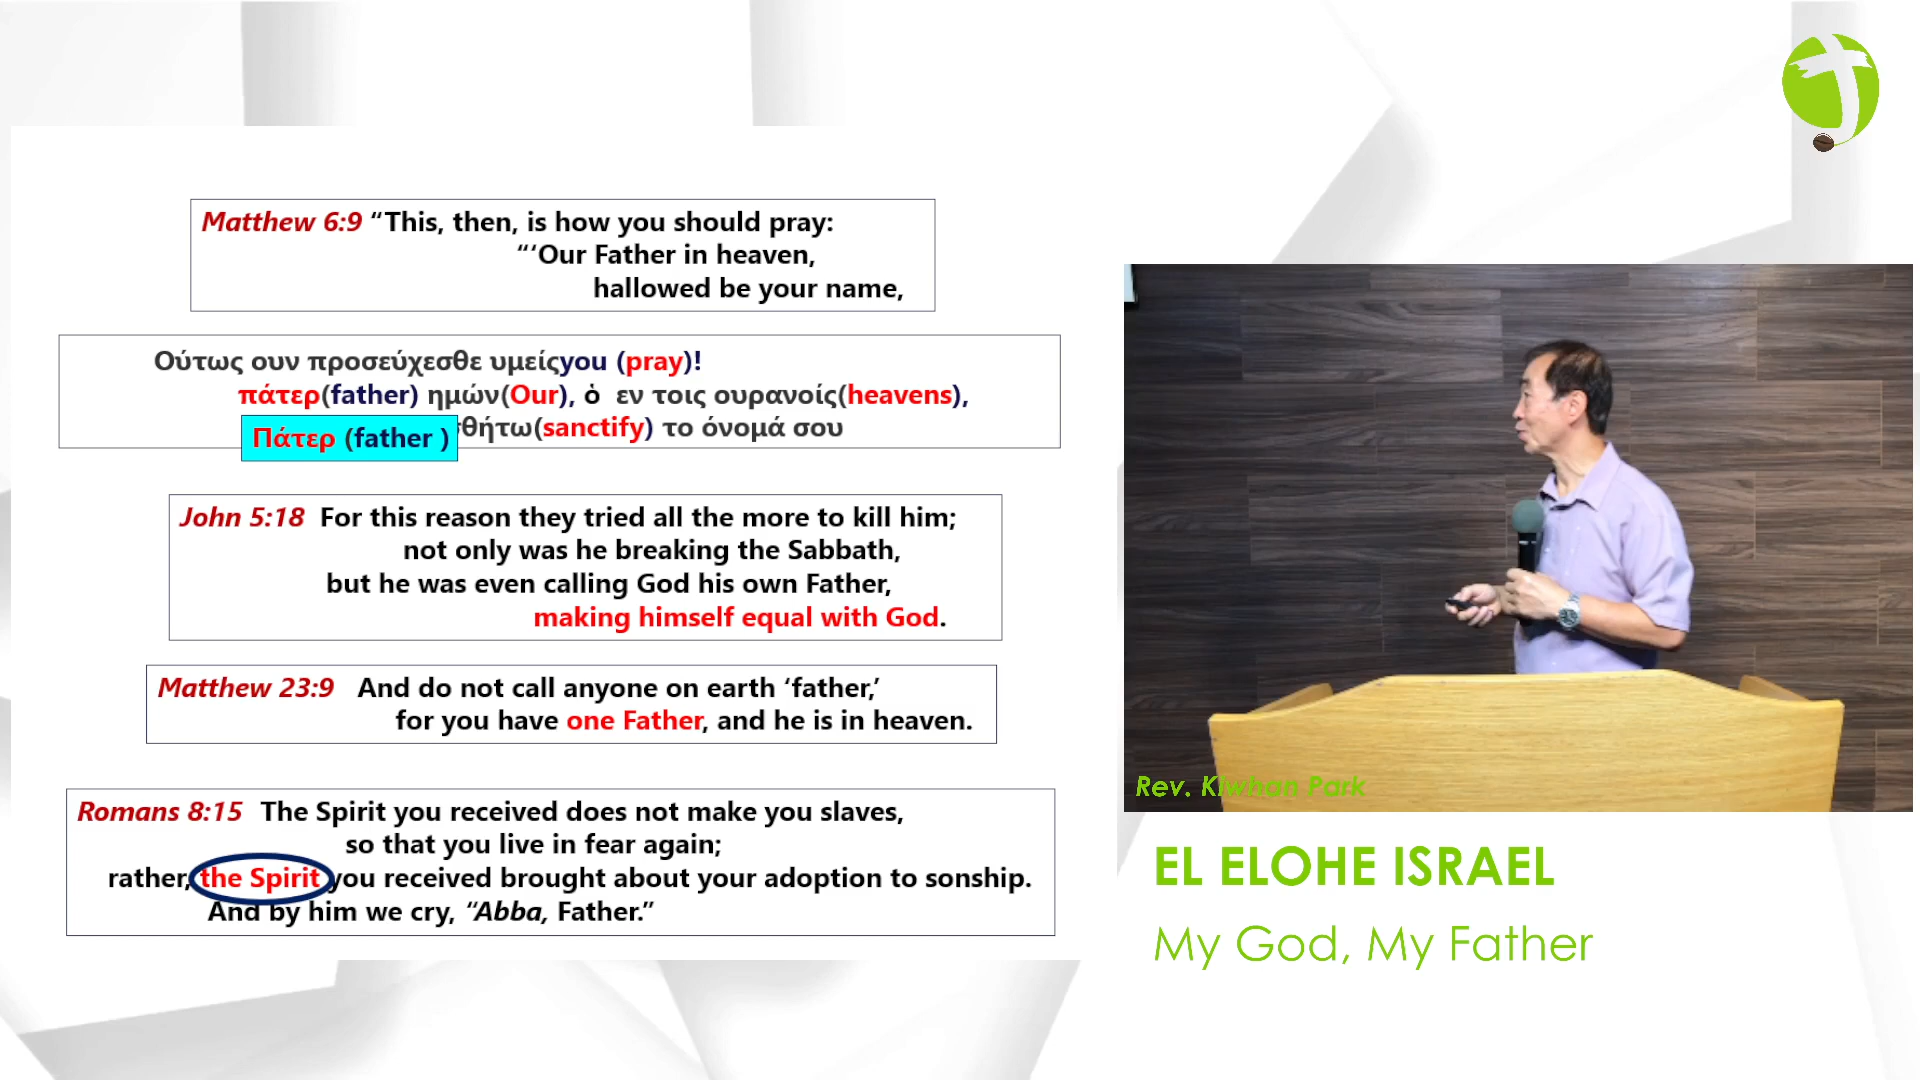 Matthew 6:9 “This, then, is how you should pray:
“‘Our Father in heaven,
hallowed be your name,
Ούτως ουν προσεύχεσθε υμείςyou (pray)!
πάτερ(father) ημών(Our), ὁ εν τοις ουρανοίς(heavens),
Πάτερ (father )
σθήτω(sanctify) το όνομά σου
John 5:18 For this reason they tried all the more to kill him;
not only was he breaking the Sabbath,
but he was even calling God his own Father,
making himself equal with God.
Matthew 23:9 And do not call anyone on earth ‘father,’
for you have one Father, and he is in heaven.
Romans 8:15 The Spirit you received does not make you slaves,
so that you live in fear again;
rather, the Spirit you received brought about your adoption to sonship.
And by him we cry, “Abba, Father.”
Rev. Kiwhan Park
EL ELOHE ISRAEL
My God, My Father